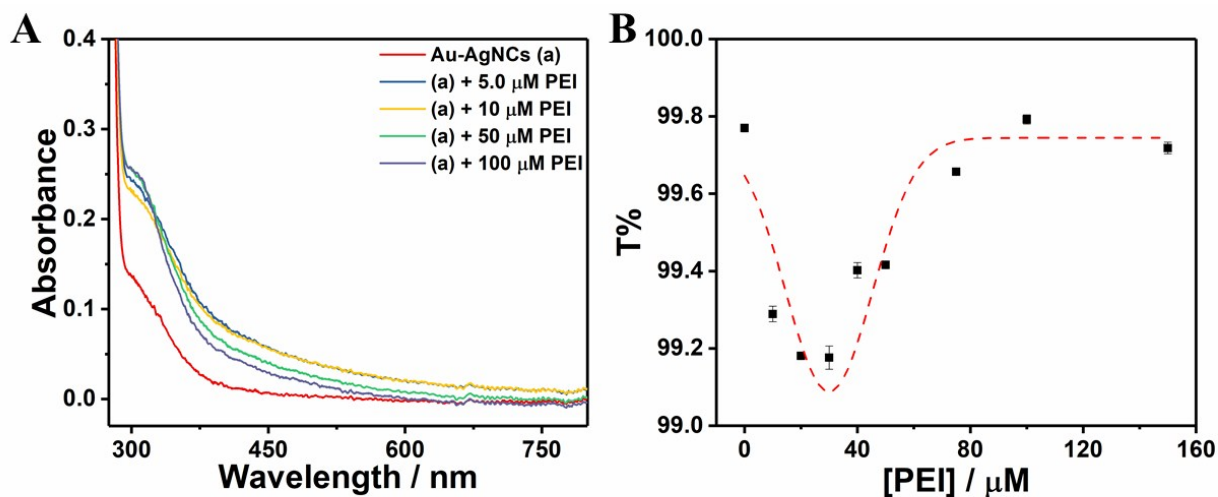 A
0.4
0.3
0.2
0.1
0.0
Absorbance
300
450
600
750
Wavelength / nm
Au-AgNCs (a)
(a) + 5.0 μM PEI
(a) + 10 μM PEI
(a) + 50 μM PEI
(a) + 100 μM PEI
B
100.0
99.8
99.6
99.4
99.2
99.0
T%
0
40
80
120
160
[PEI] / μM